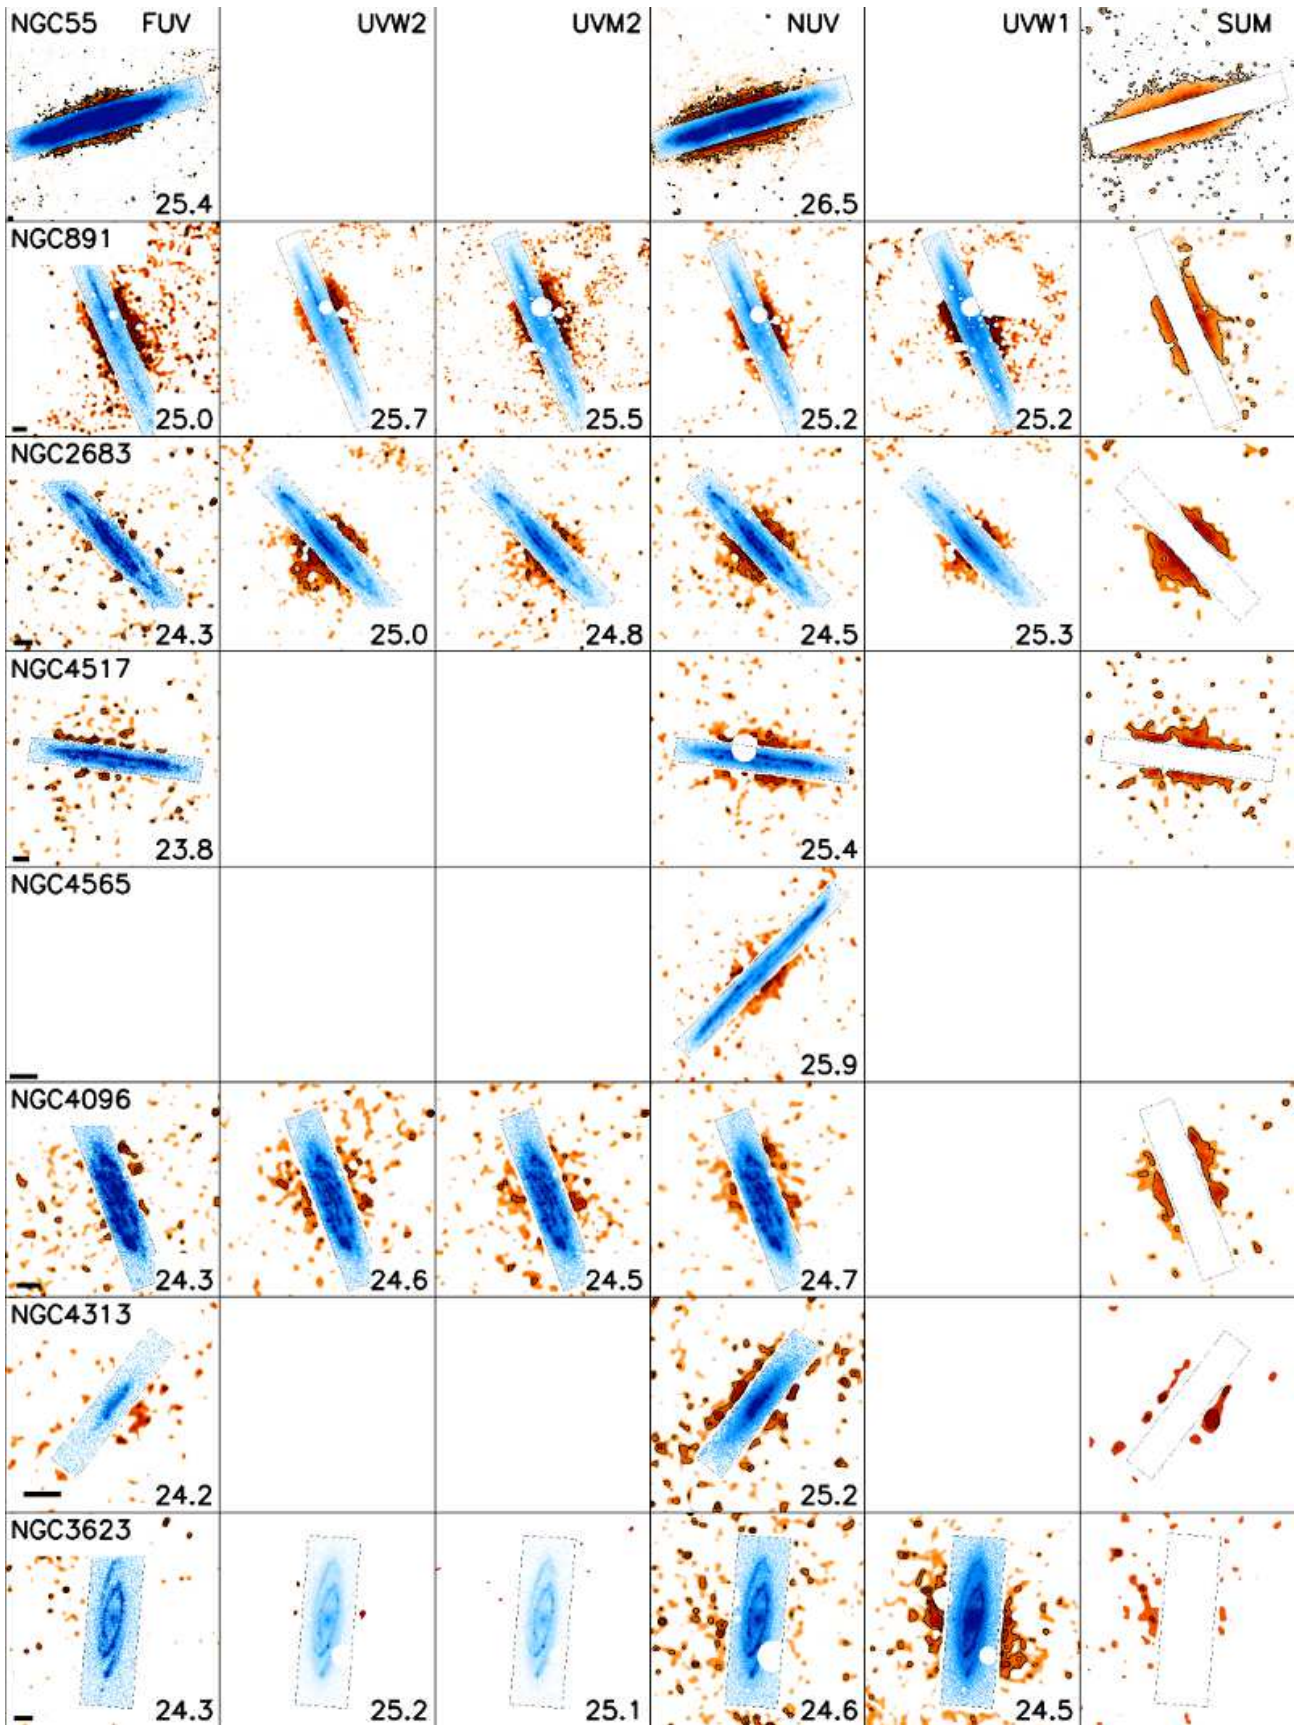 NGC55 FUV UVW2 UVM2 NUV UVW1 SUM
25.4 26.5
NGC891
25.0 25.7 25.5 25.2 25.2
NGC2683
24.3 25.0 24.8 24.5 25.3
NGC4517
23.8 25.4
NGC4565
25.9
NGC4096
24.3 24.6 24.5 24.7
NGC4313
24.2 25.2
NGC3623
24.3 25.2 25.1 24.6 24.5